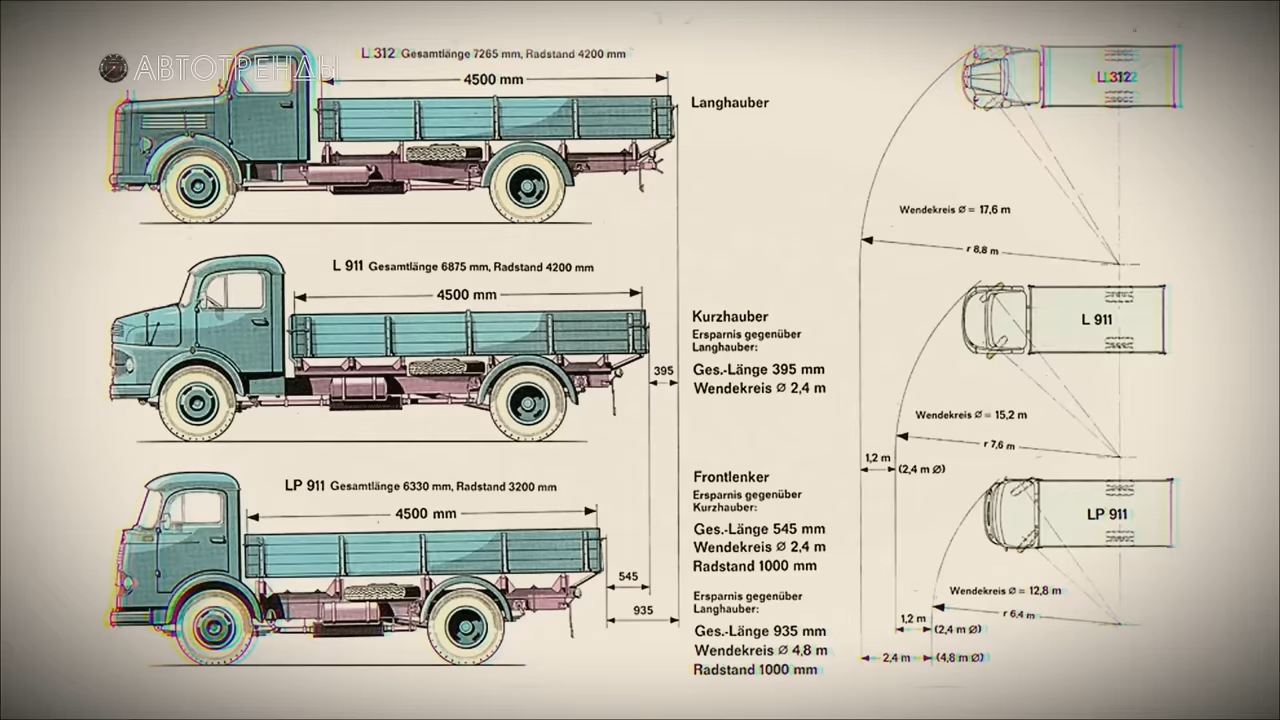 АВТОТРЕНДЫ
L 312 Gesamtlänge 7265 mm, Radstand 4200 mm
4500 mm
Langhauber
L 911 Gesamtlänge 6875 mm, Radstand 4200 mm
4500 mm
Kurzhauber
Ersparnis gegenüber
Langhauber:
Ges.-Länge 395 mm
Wendekreis Ø 2,4 m
395
LP 911 Gesamtlänge 6330 mm, Radstand 3200 mm
4500 mm
Frontlenker
Ersparnis gegenüber
Kurzhauber:
Ges.-Länge 545 mm
Wendekreis Ø 2,4 m
Radstand 1000 mm
545
Ersparnis gegenüber
Langhauber:
935
Ges.-Länge 935 mm
Wendekreis Ø 4,8 m
Radstand 1000 mm
L 312
Wendekreis Ø = 17,6 m
r 8,8 m
L 911
Wendekreis Ø = 15,2 m
r 7,6 m
1,2 m (2,4 m Ø)
LP 911
Wendekreis Ø = 12,8 m
r 6,4 m
1,2 m (2,4 m Ø)
2,4 m (4,8 m Ø)